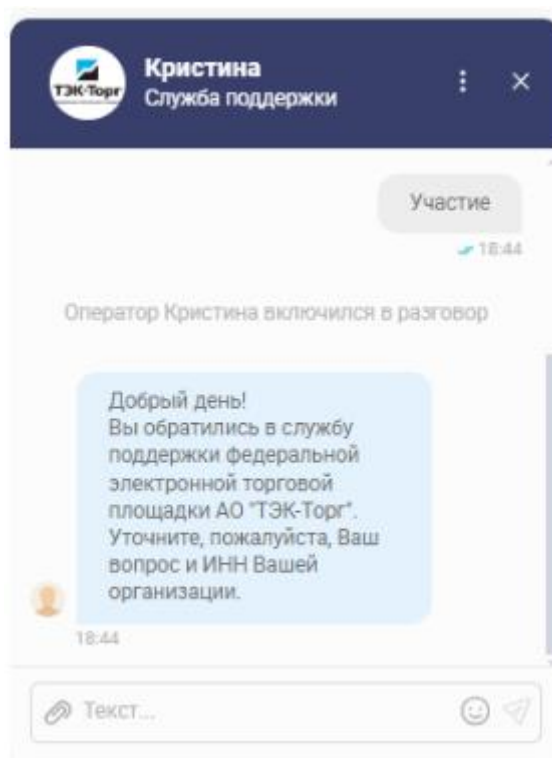 Кристина
ТЭК-Торг
Служба поддержки
Участие
18:44
Оператор Кристина включился в разговор
Добрый день!
Вы обратились в службу
поддержки федеральной
электронной торговой
площадки АО "ТЭК-Торг".
Уточните, пожалуйста, Ваш
вопрос и ИНН Вашей
организации.
18:44
Текст...